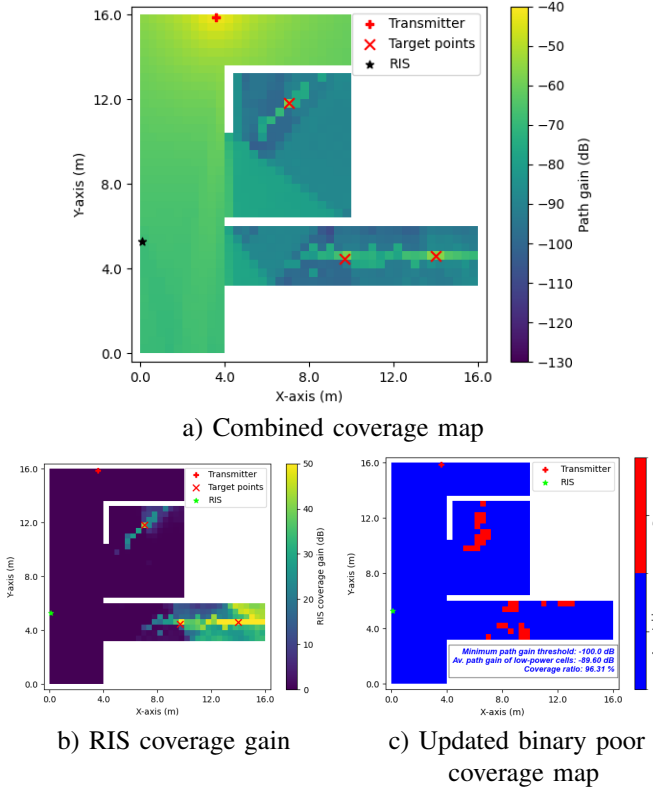 16.0
12.0
8.0
4.0
0.0
Y-axis (m)
0.0 4.0 8.0 12.0 16.0
X-axis (m)
Transmitter
Target points
RIS
−40
−50
−60
−70
−80
−90
−100
−110
−120
−130
Path gain (dB)
a) Combined coverage map
16.0
12.0
8.0
4.0
0.0
Y-axis (m)
0.0 4.0 8.0 12.0 16.0
X-axis (m)
Transmitter
Target points
RIS
50
40
30
20
10
0
RIS coverage gain (dB)
b) RIS coverage gain
16.0
12.0
8.0
4.0
0.0
Y-axis (m)
0.0 4.0 8.0 12.0 16.0
X-axis (m)
Transmitter
RIS
Minimum path gain threshold: -100.0 dB
Av. path gain of low-power cells: -89.60 dB
Coverage ratio: 96.31 %
c) Updated binary poor
coverage map